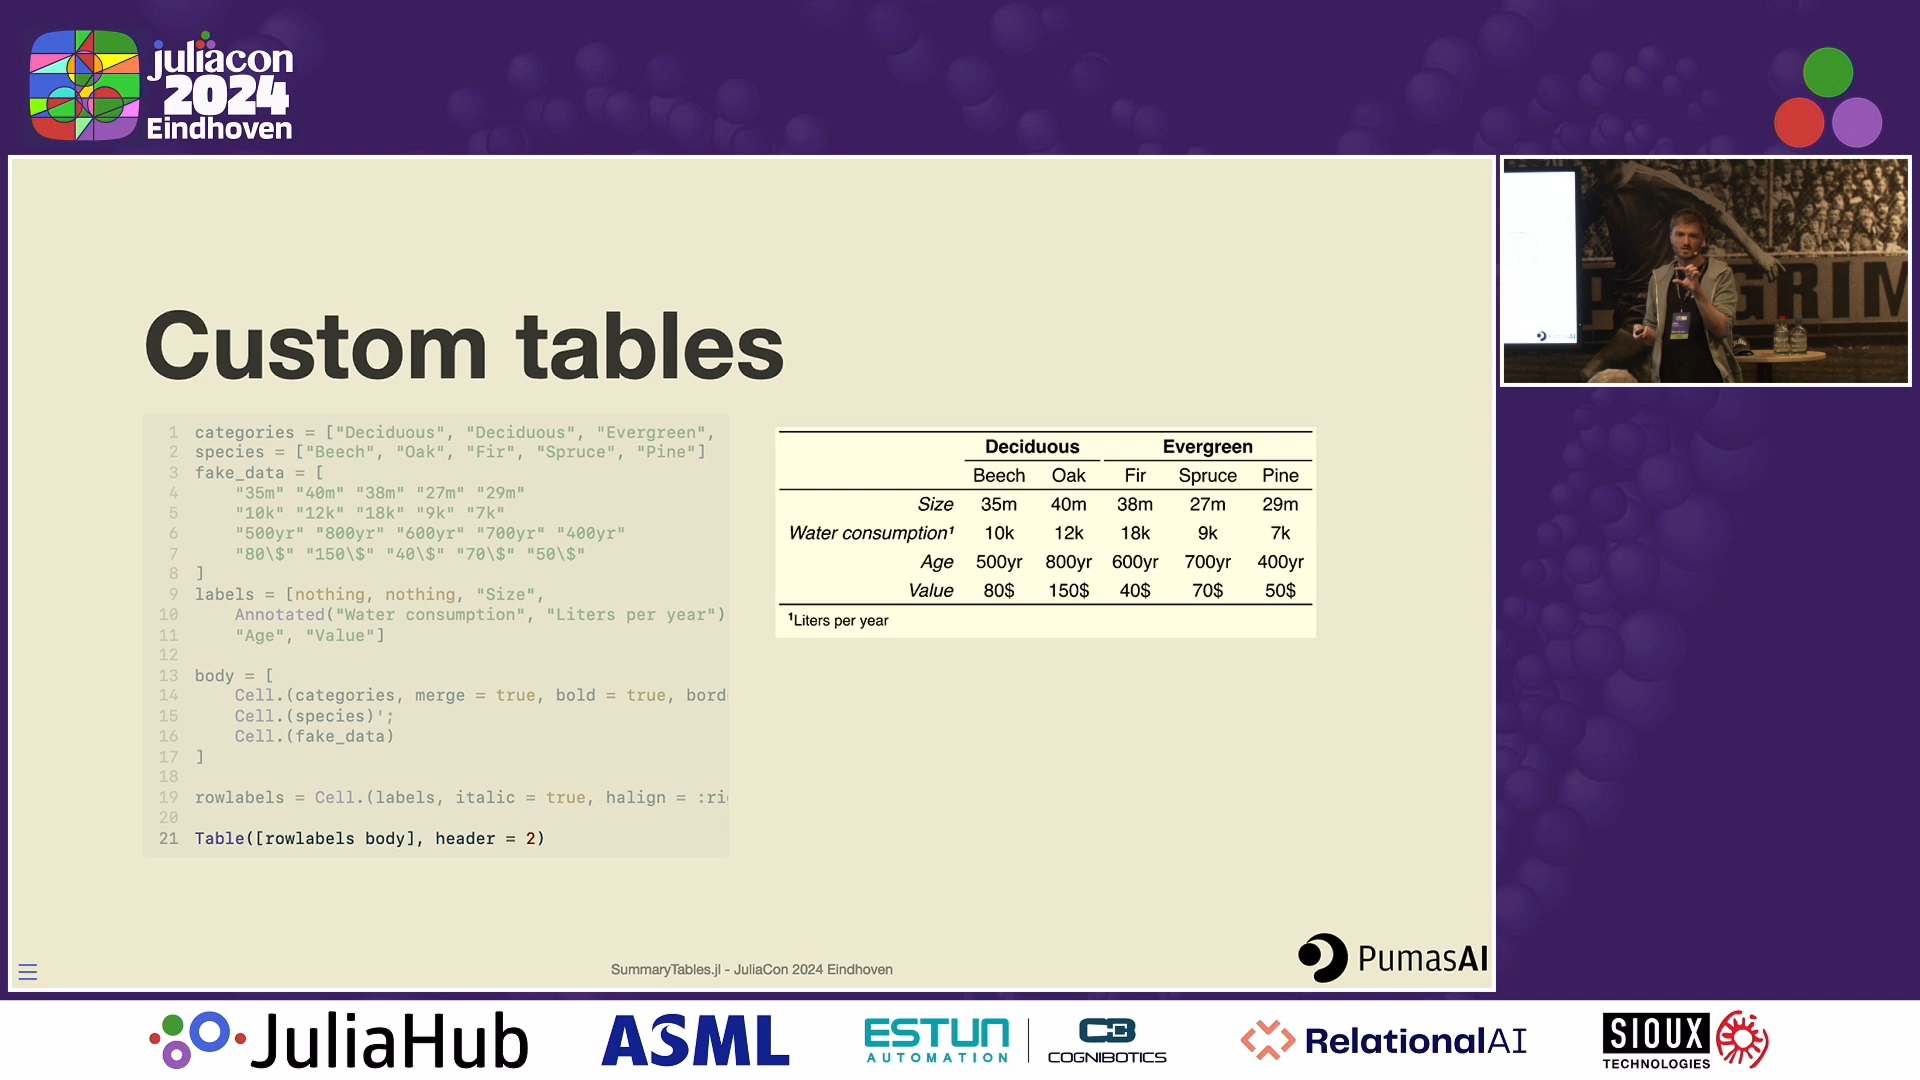 juliacon
2024
Eindhoven
Custom tables
1 categories = ["Deciduous", "Deciduous", "Evergreen",
2 species = ["Beech", "Oak", "Fir", "Spruce", "Pine"]
3 fake_data = [
4 "35m" "40m" "38m" "27m" "29m"
5 "10k" "12k" "18k" "9k" "7k"
6 "500yr" "800yr" "600yr" "700yr" "400yr"
7 "80\$" "150\$" "40\$" "70\$" "50\$"
8 ]
9 labels = [nothing, nothing, "Size",
10 Annotated("Water consumption", "Liters per year")
11 "Age", "Value"]
12
13 body = [
14 Cell.(categories, merge = true, bold = true, bord
15 Cell.(species)';
16 Cell.(fake_data)
17 ]
18
19 rowlabels = Cell.(labels, italic = true, halign = :ri
20
21 Table([rowlabels body], header = 2)
Deciduous Evergreen
Beech Oak Fir Spruce Pine
Size 35m 40m 38m 27m 29m
Water consumption¹ 10k 12k 18k 9k 7k
Age 500yr 800yr 600yr 700yr 400yr
Value 80$ 150$ 40$ 70$ 50$
¹Liters per year
GRIM
SummaryTables.jl - JuliaCon 2024 Eindhoven
PumasAI
JuliaHub
ASML
ESTUN
AUTOMATION
COGNIBOTICS
RelationalAI
SIOUX
TECHNOLOGIES